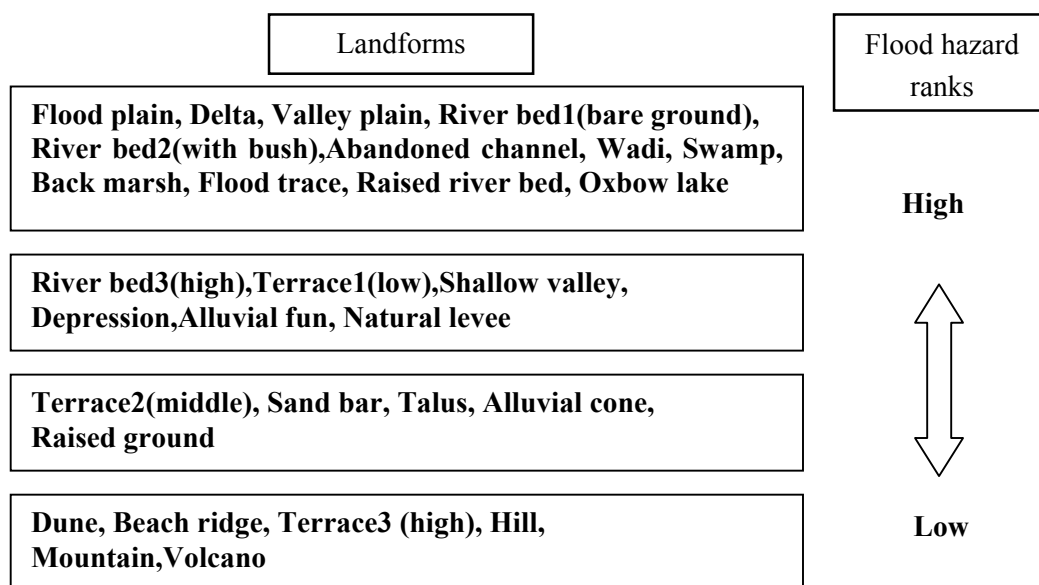 Landforms
Flood hazard
ranks
Flood plain, Delta, Valley plain, River bed1(bare ground),
River bed2(with bush),Abandoned channel, Wadi, Swamp,
Back marsh, Flood trace, Raised river bed, Oxbow lake
High
River bed3(high),Terrace1(low),Shallow valley,
Depression,Alluvial fun, Natural levee
Terrace2(middle), Sand bar, Talus, Alluvial cone,
Raised ground
Dune, Beach ridge, Terrace3 (high), Hill,
Mountain,Volcano
Low